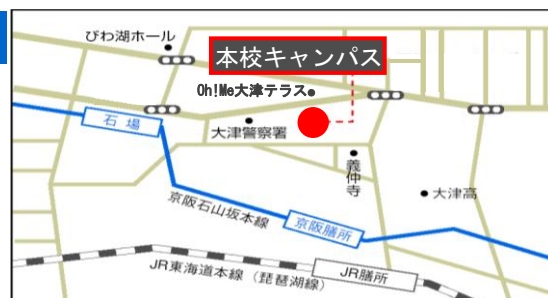 びわ湖ホール
本校キャンパス
Oh!Me大津テラス
石場
大津警察署
義仲寺
大津高
京阪石山坂本線
京阪膳所
JR東海道本線（琵琶湖線）
JR膳所